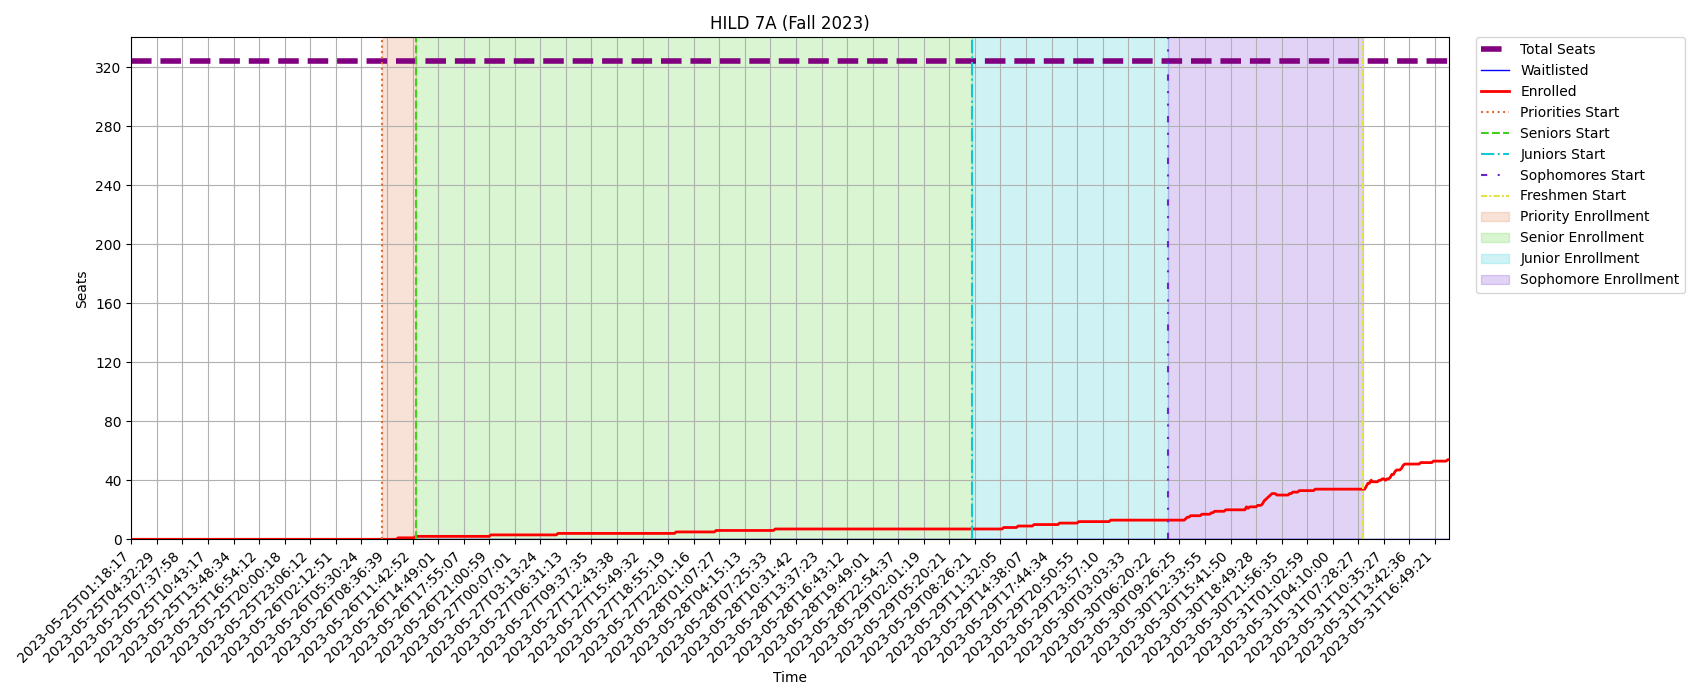 HILD 7A (Fall 2023)
Seats
320
280
240
200
160
120
80
40
0
2023-05-25T01:18:17
2023-05-25T04:32:29
2023-05-25T07:37:58
2023-05-25T10:43:17
2023-05-25T13:48:34
2023-05-25T16:54:12
2023-05-25T20:00:18
2023-05-25T23:06:12
2023-05-26T02:12:51
2023-05-26T05:30:24
2023-05-26T08:36:39
2023-05-26T11:42:52
2023-05-26T14:49:01
2023-05-26T17:55:07
2023-05-26T21:00:59
2023-05-27T00:07:01
2023-05-27T03:13:24
2023-05-27T06:31:13
2023-05-27T09:37:35
2023-05-27T12:43:38
2023-05-27T15:49:32
2023-05-27T18:55:19
2023-05-27T22:01:16
2023-05-28T01:07:27
2023-05-28T04:15:13
2023-05-28T07:25:33
2023-05-28T10:31:42
2023-05-28T13:37:23
2023-05-28T16:43:12
2023-05-28T19:49:01
2023-05-28T22:54:37
2023-05-29T02:01:19
2023-05-29T05:20:21
2023-05-29T08:26:21
2023-05-29T11:32:05
2023-05-29T14:38:07
2023-05-29T17:44:34
2023-05-29T20:50:55
2023-05-29T23:57:10
2023-05-30T03:03:33
2023-05-30T06:20:22
2023-05-30T09:26:25
2023-05-30T12:33:55
2023-05-30T15:41:50
2023-05-30T18:49:28
2023-05-30T21:56:35
2023-05-31T01:02:59
2023-05-31T04:10:00
2023-05-31T07:28:27
2023-05-31T10:35:27
2023-05-31T13:42:36
2023-05-31T16:49:21
Time
Total Seats
Waitlisted
Enrolled
Priorities Start
Seniors Start
Juniors Start
Sophomores Start
Freshmen Start
Priority Enrollment
Senior Enrollment
Junior Enrollment
Sophomore Enrollment